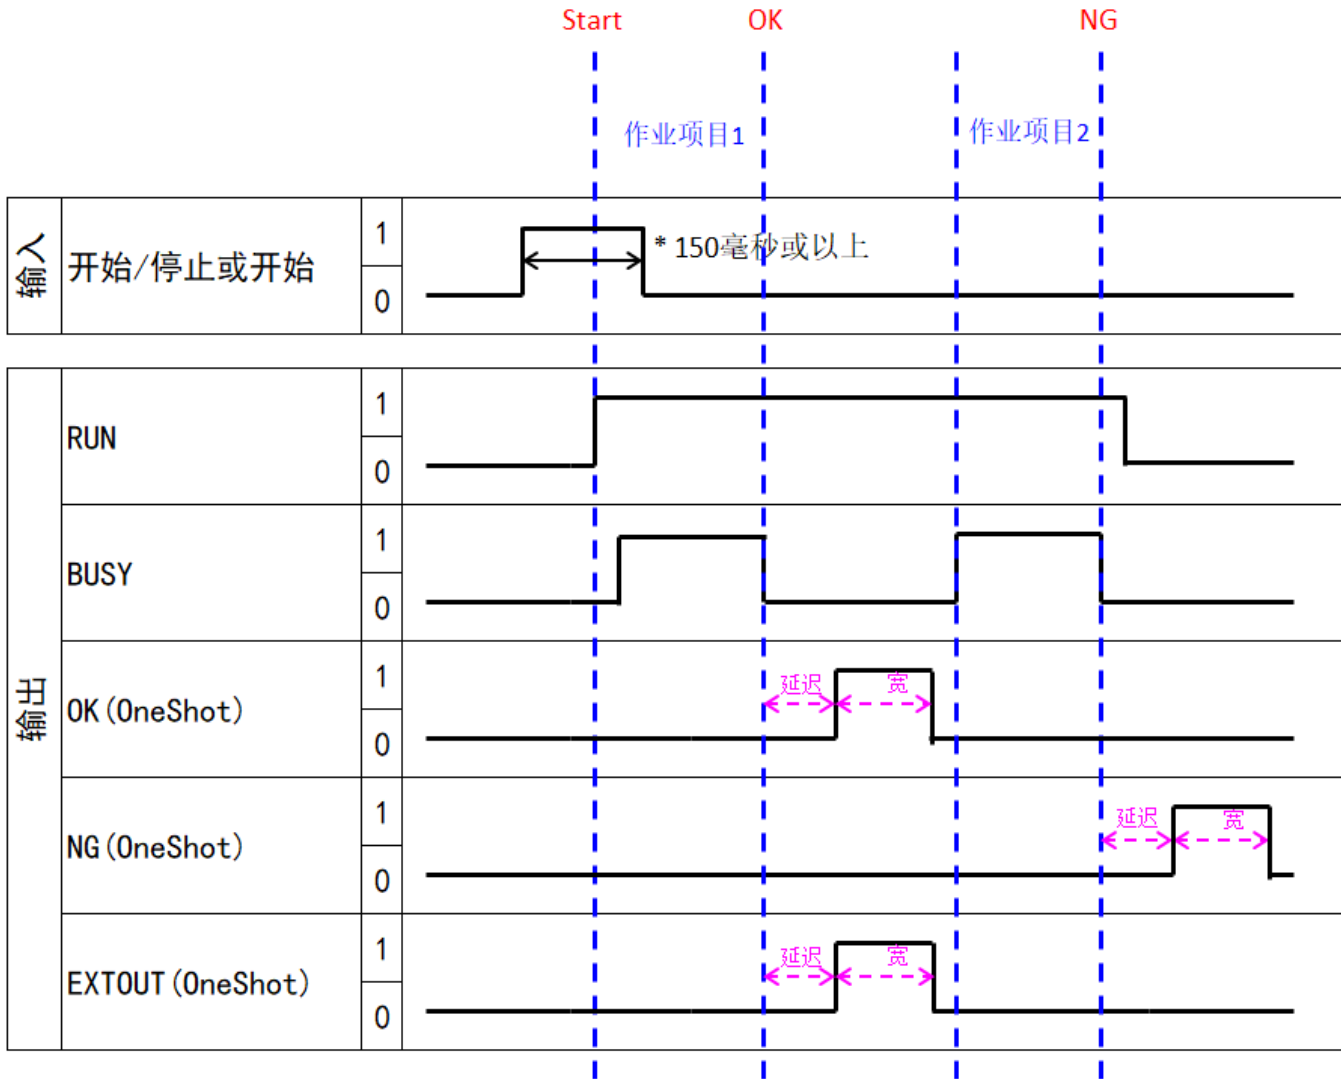 Start OK NG
作业项目1 作业项目2
输入
开始/停止或开始
1
0
* 150毫秒或以上
输出
RUN
1
0
BUSY
1
0
OK(OneShot)
1
0
延迟 宽
NG(OneShot)
1
0
延迟 宽
EXTOUT(OneShot)
1
0
延迟 宽